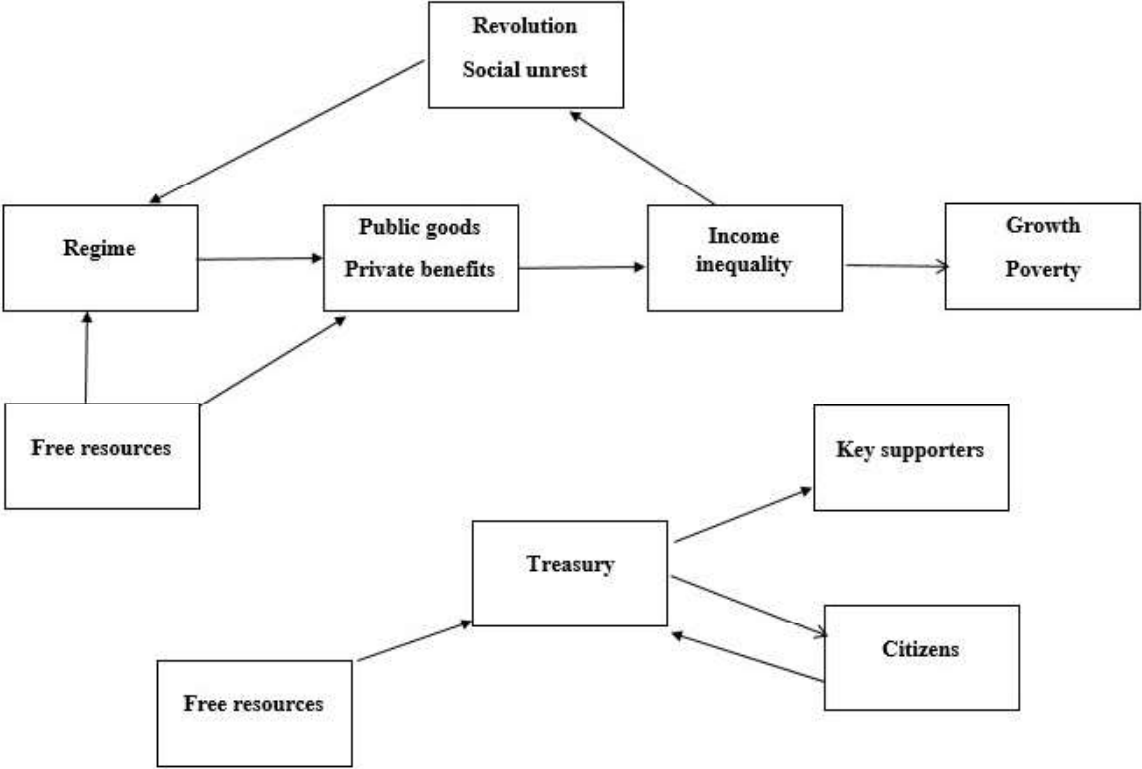 Revolution
Social unrest
Regime
Public goods
Private benefits
Income
inequality
Growth
Poverty
Free resources
Key supporters
Treasury
Citizens
Free resources